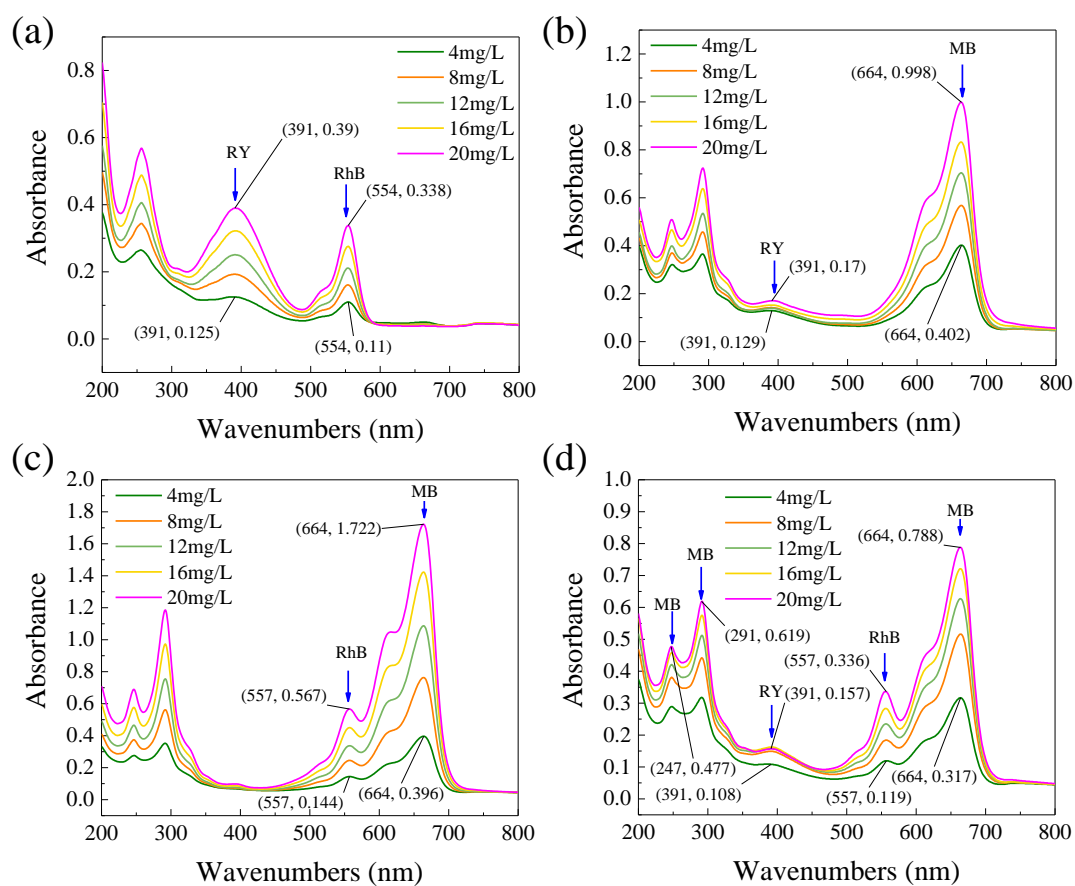 (a)
0.8
0.6
0.4
0.2
0.0
Absorbance
4mg/L
8mg/L
12mg/L
16mg/L
20mg/L
(391, 0.39)
RY
RhB
(554, 0.338)
(391, 0.125)
(554, 0.11)
200 300 400 500 600 700 800
Wavenumbers (nm)
(b)
1.2
1.0
0.8
0.6
0.4
0.2
0.0
Absorbance
4mg/L
8mg/L
12mg/L
16mg/L
20mg/L
MB
(664, 0.998)
RY
(391, 0.17)
(391, 0.129)
(664, 0.402)
200 300 400 500 600 700 800
Wavenumbers (nm)
(c)
2.0
1.8
1.6
1.4
1.2
1.0
0.8
0.6
0.4
0.2
0.0
Absorbance
4mg/L
8mg/L
12mg/L
16mg/L
20mg/L
MB
(664, 1.722)
RhB
(557, 0.567)
(557, 0.144)
(664, 0.396)
200 300 400 500 600 700 800
Wavenumbers (nm)
(d)
1.0
0.9
0.8
0.7
0.6
0.5
0.4
0.3
0.2
0.1
0.0
Absorbance
4mg/L
8mg/L
12mg/L
16mg/L
20mg/L
MB
(664, 0.788)
MB
MB
(291, 0.619)
RhB
(557, 0.336)
RY
(391, 0.157)
(247, 0.477)
(391, 0.108)
(557, 0.119)
(664, 0.317)
200 300 400 500 600 700 800
Wavenumbers (nm)